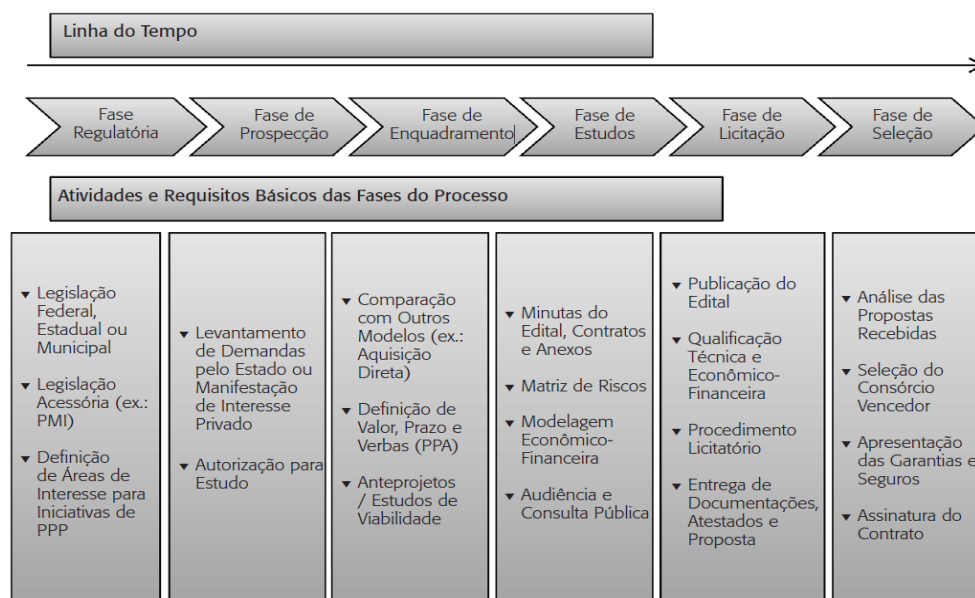 Linha do Tempo
Fase
Regulatória
Fase de
Prospecção
Fase de
Enquadramento
Fase de
Estudos
Fase de
Licitação
Fase de
Seleção
Atividades e Requisitos Básicos das Fases do Processo
▾ Legislação
Federal,
Estadual ou
Municipal
▾ Legislação
Acessória (ex.:
PMI)
▾ Definição
de Áreas de
Interesse para
Iniciativas de
PPP
▾ Levantamento
de Demandas
pelo Estado ou
Manifestação
de Interesse
Privado
▾ Autorização para
Estudo
▾ Comparação
com Outros
Modelos (ex.:
Aquisição
Direta)
▾ Definição de
Valor, Prazo e
Verbas (PPA)
▾ Anteprojetos
/ Estudos de
Viabilidade
▾ Minutas do
Edital, Contratos
e Anexos
▾ Matriz de Riscos
▾ Modelagem
Econômico-
Financeira
▾ Audiência e
Consulta Pública
▾ Publicação do
Edital
▾ Qualificação
Técnica e
Econômico-
Financeira
▾ Procedimento
Licitatório
▾ Entrega de
Documentações,
Atestados e
Proposta
▾ Análise das
Propostas
Recebidas
▾ Seleção do
Consórcio
Vencedor
▾ Apresentação
das Garantias e
Seguros
▾ Assinatura do
Contrato